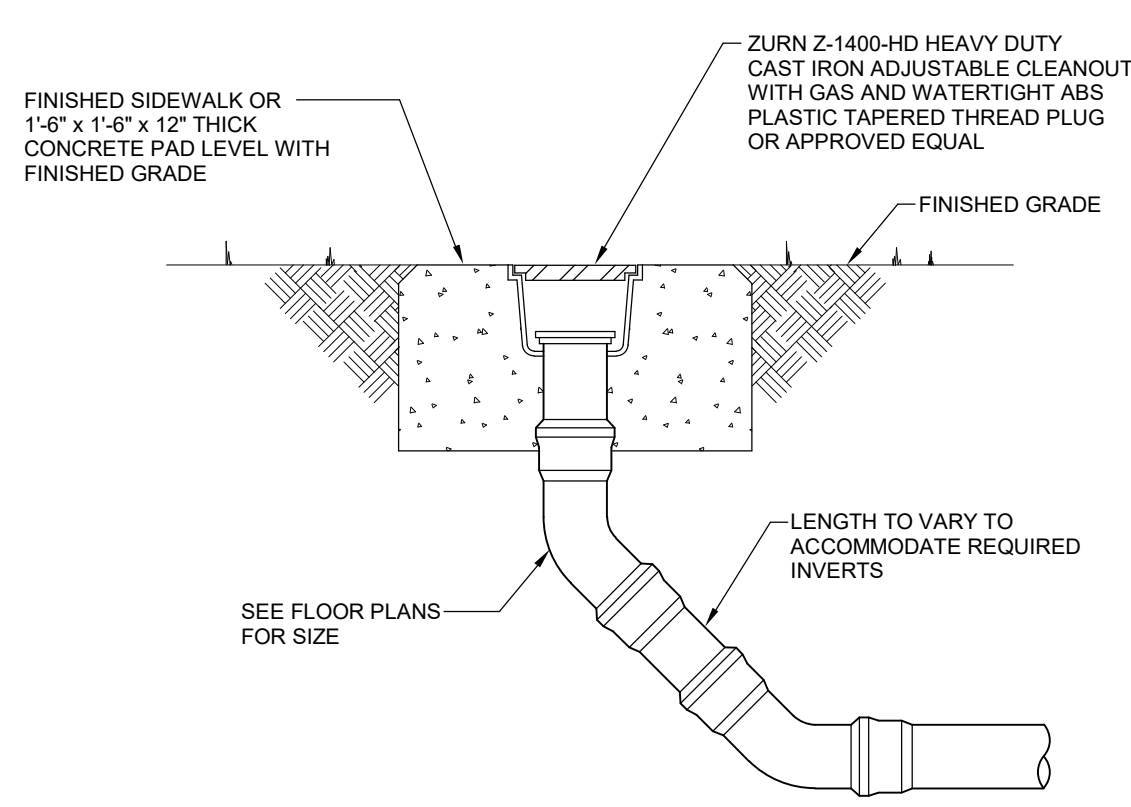 ZURN Z-1400-HD HEAVY DUTY
CAST IRON ADJUSTABLE CLEANOUT
WITH GAS AND WATERTIGHT ABS
PLASTIC TAPERED THREAD PLUG
OR APPROVED EQUAL
FINISHED SIDEWALK OR
1'-6" x 1'-6" x 12" THICK
CONCRETE PAD LEVEL WITH
FINISHED GRADE
FINISHED GRADE
LENGTH TO VARY TO
ACCOMMODATE REQUIRED
INVERTS
SEE FLOOR PLANS
FOR SIZE